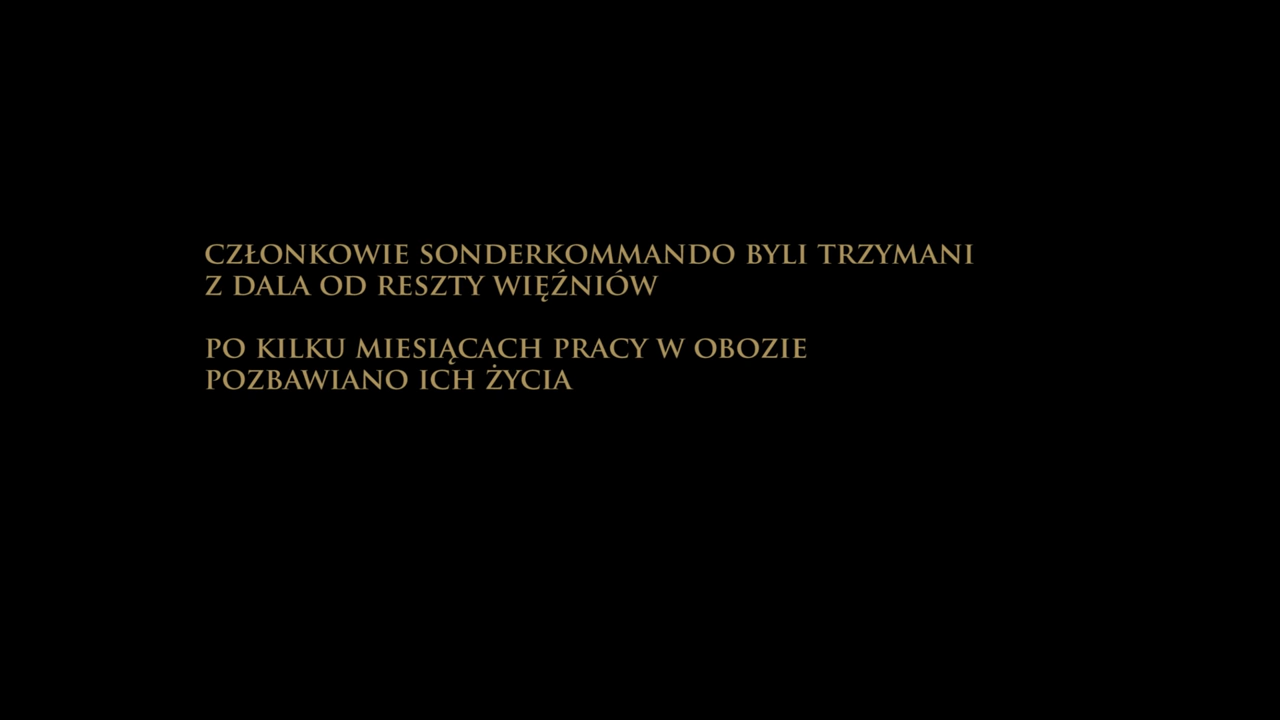 CZŁONKOWIE SONDERKOMMANDO BYLI TRZYMANI
Z DALA OD RESZTY WIĘŹNIÓW
PO KILKU MIESIĄCACH PRACY W OBOZIE
POZBAWIANO ICH ŻYCIA